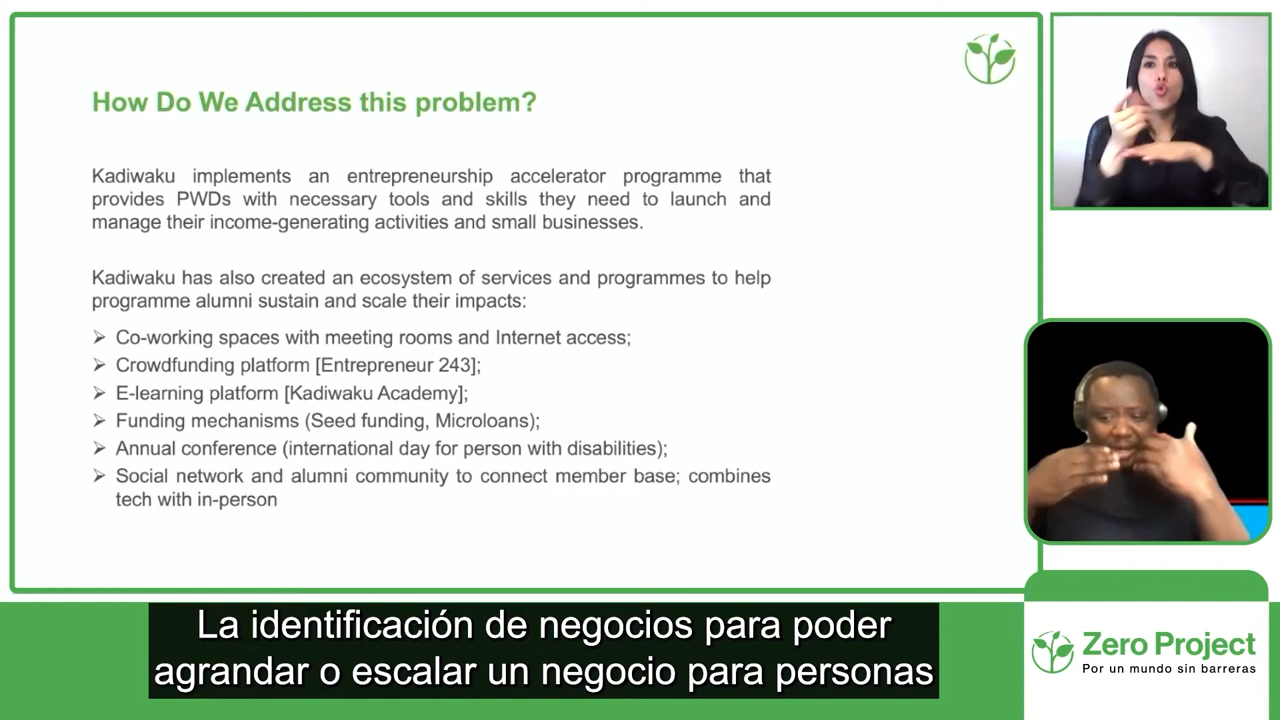 How Do We Address this problem?
Kadiwaku implements an entrepreneurship accelerator programme that
provides PWDs with necessary tools and skills they need to launch and
manage their income-generating activities and small businesses.
Kadiwaku has also created an ecosystem of services and programmes to help
programme alumni sustain and scale their impacts:
➢ Co-working spaces with meeting rooms and Internet access;
➢ Crowdfunding platform [Entrepreneur 243];
➢ E-learning platform [Kadiwaku Academy];
➢ Funding mechanisms (Seed funding, Microloans);
➢ Annual conference (international day for person with disabilities);
➢ Social network and alumni community to connect member base; combines
tech with in-person
La identificación de negocios para poder
agrandar o escalar un negocio para personas
Zero Project
Por un mundo sin barreras